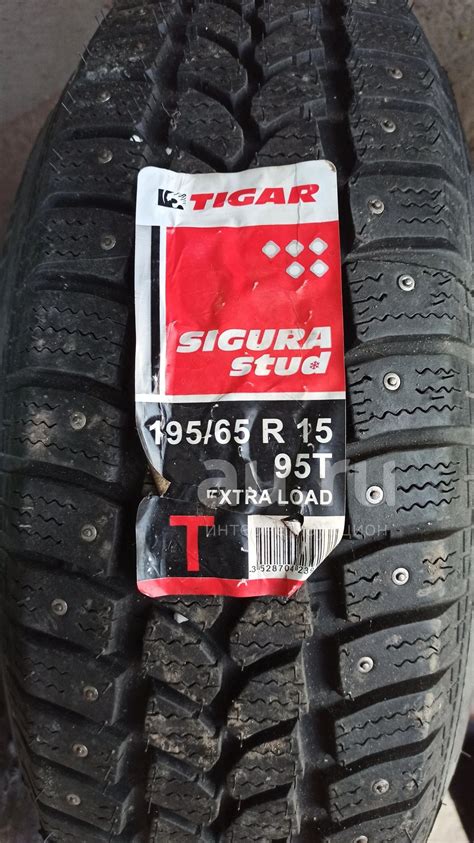 TIGAR
SIGURA
stud
195/65 R 15
95T
EXTRA LOAD
T